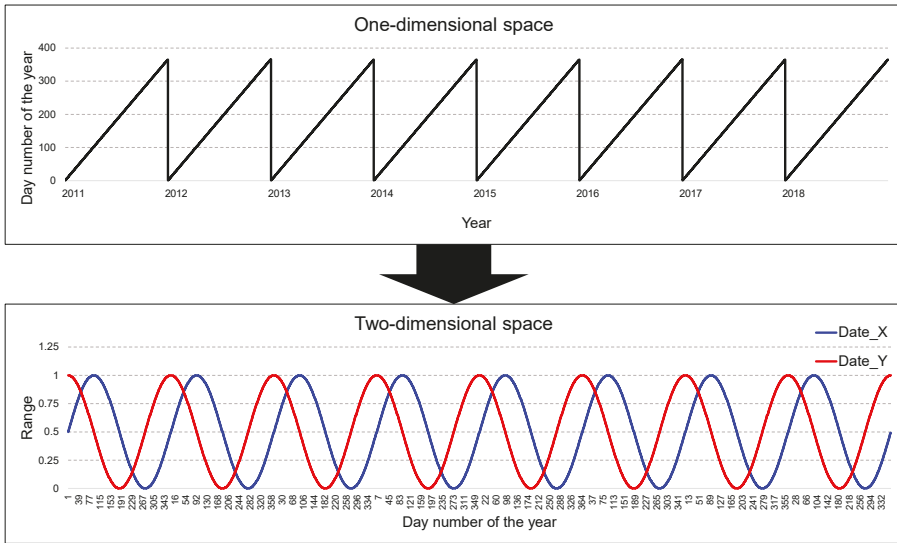 One-dimensional space
Day number of the year
400
300
200
100
0
2011 2012 2013 2014 2015 2016 2017 2018
Year
Two-dimensional space
Date_X
Date_Y
Range
1.25
1
0.75
0.5
0.25
0
1 39 77 115 153 191 229 267 305 343 16 54 92 130 168 2006 244 282 320 358 30 68 106 144 182 220 258 296 334 7 45 83 121 159 197 235 273 311 349 22 60 98 136 174 212 250 288 326 364 37 75 113 151 189 227 265 303 341 13 51 89 127 165 203 241 279 317 355 28 66 104 142 180 218 256 294 332
Day number of the year